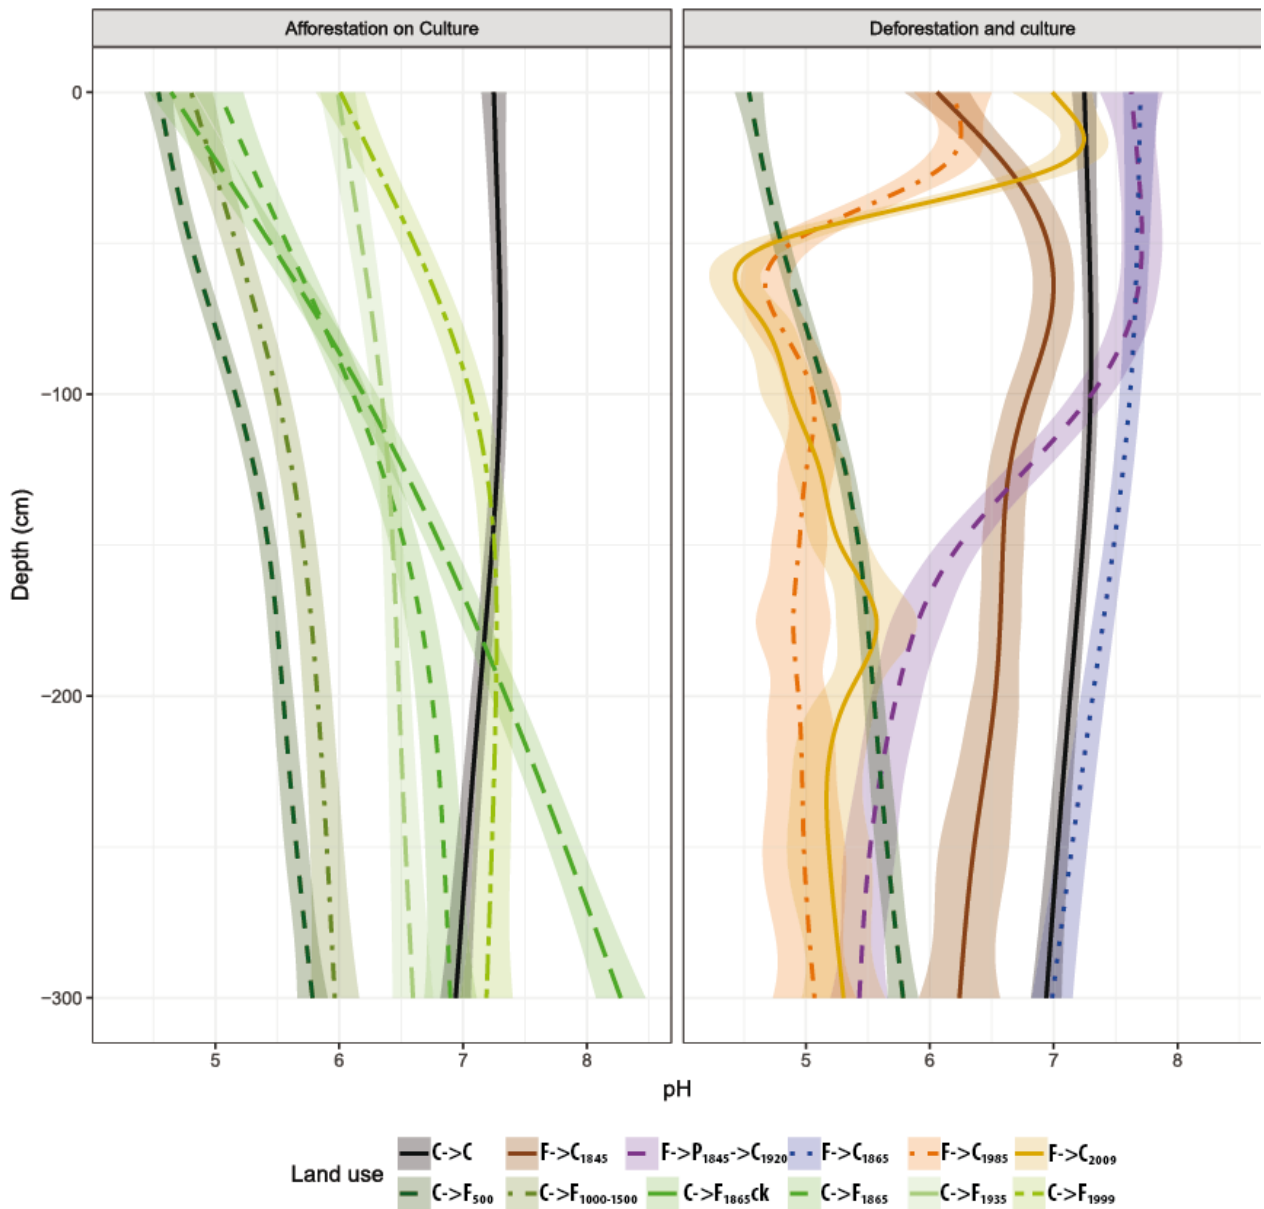 Afforestation on Culture
Deforestation and culture
0
−100
−200
−300
Depth (cm)
5 6 7 8
5 6 7 8
pH
Land use
C->C F->C1845 F->P1845->C1920 F->C1865 F->C1985 F->C2009
C->F500 C->F1000-1500 C->F1865ck C->F1865 C->F1935 C->F1999